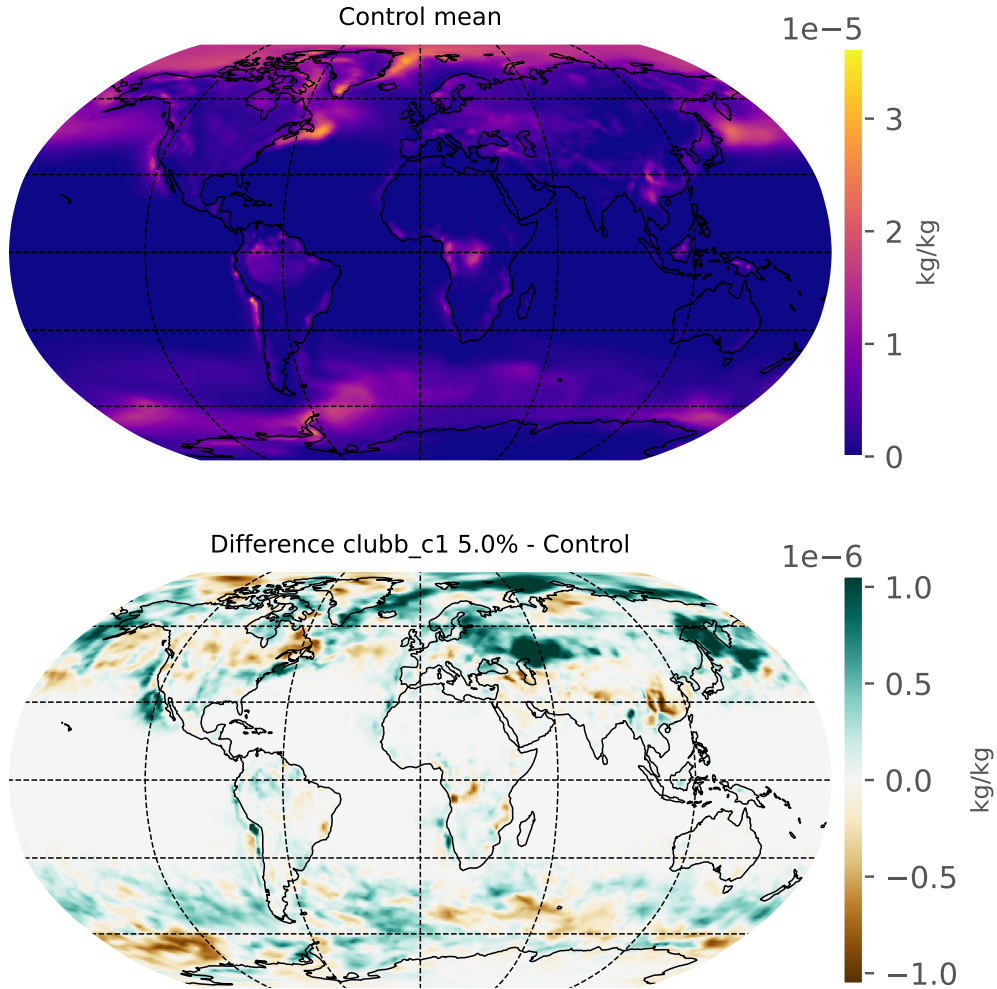 Control mean
1e−5
3
2
1
0
kg/kg
Difference clubb_c1 5.0% - Control
1e−6
1.0
0.5
0.0
−0.5
−1.0
kg/kg